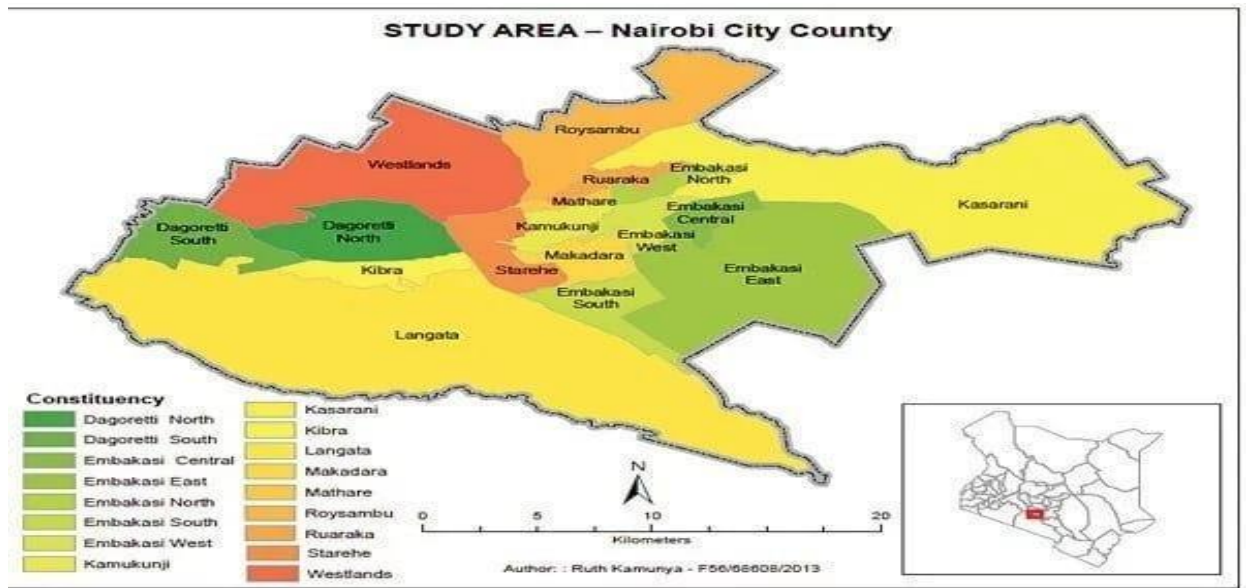 STUDY AREA – Nairobi City County
Roysambu
Westlands
Ruaraka
Embakasi
North
Mathare
Kasarani
Dagoretti
South
Dagoretti
North
Kamukunji
Embakasi
Central
Embakasi
West
Makadara
Kibra
Starehe
Embakasi
East
Embakasi
South
Langata
Constituency
Dagoretti North
Dagoretti South
Embakasi Central
Embakasi East
Embakasi North
Embakasi South
Embakasi West
Kamukunji
Kasarani
Kibra
Langata
Makadara
Mathare
Roysambu
Ruaraka
Starehe
Westlands
N
0 5 10 20
Kilometers
Author: : Ruth Kamunya - F56/68608/2013